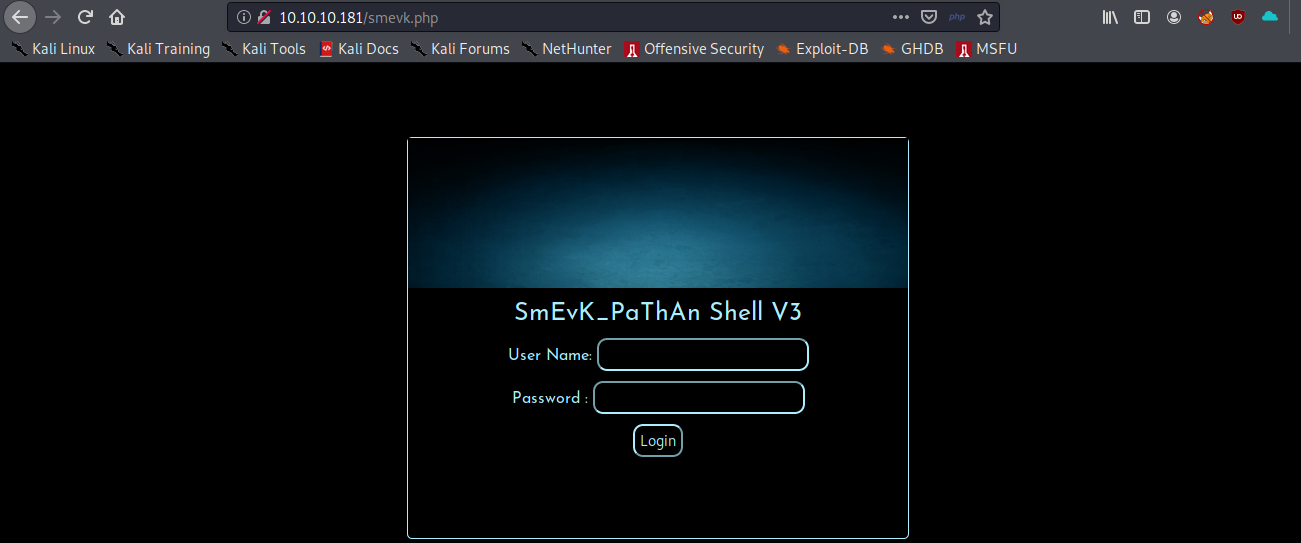 10.10.10.181/smevk.php
php
Kali Linux Kali Training Kali Tools Kali Docs Kali Forums NetHunter Offensive Security Exploit-DB GHDB MSFU
SmEvK_PaThAn Shell V3
User Name:
Password :
Login